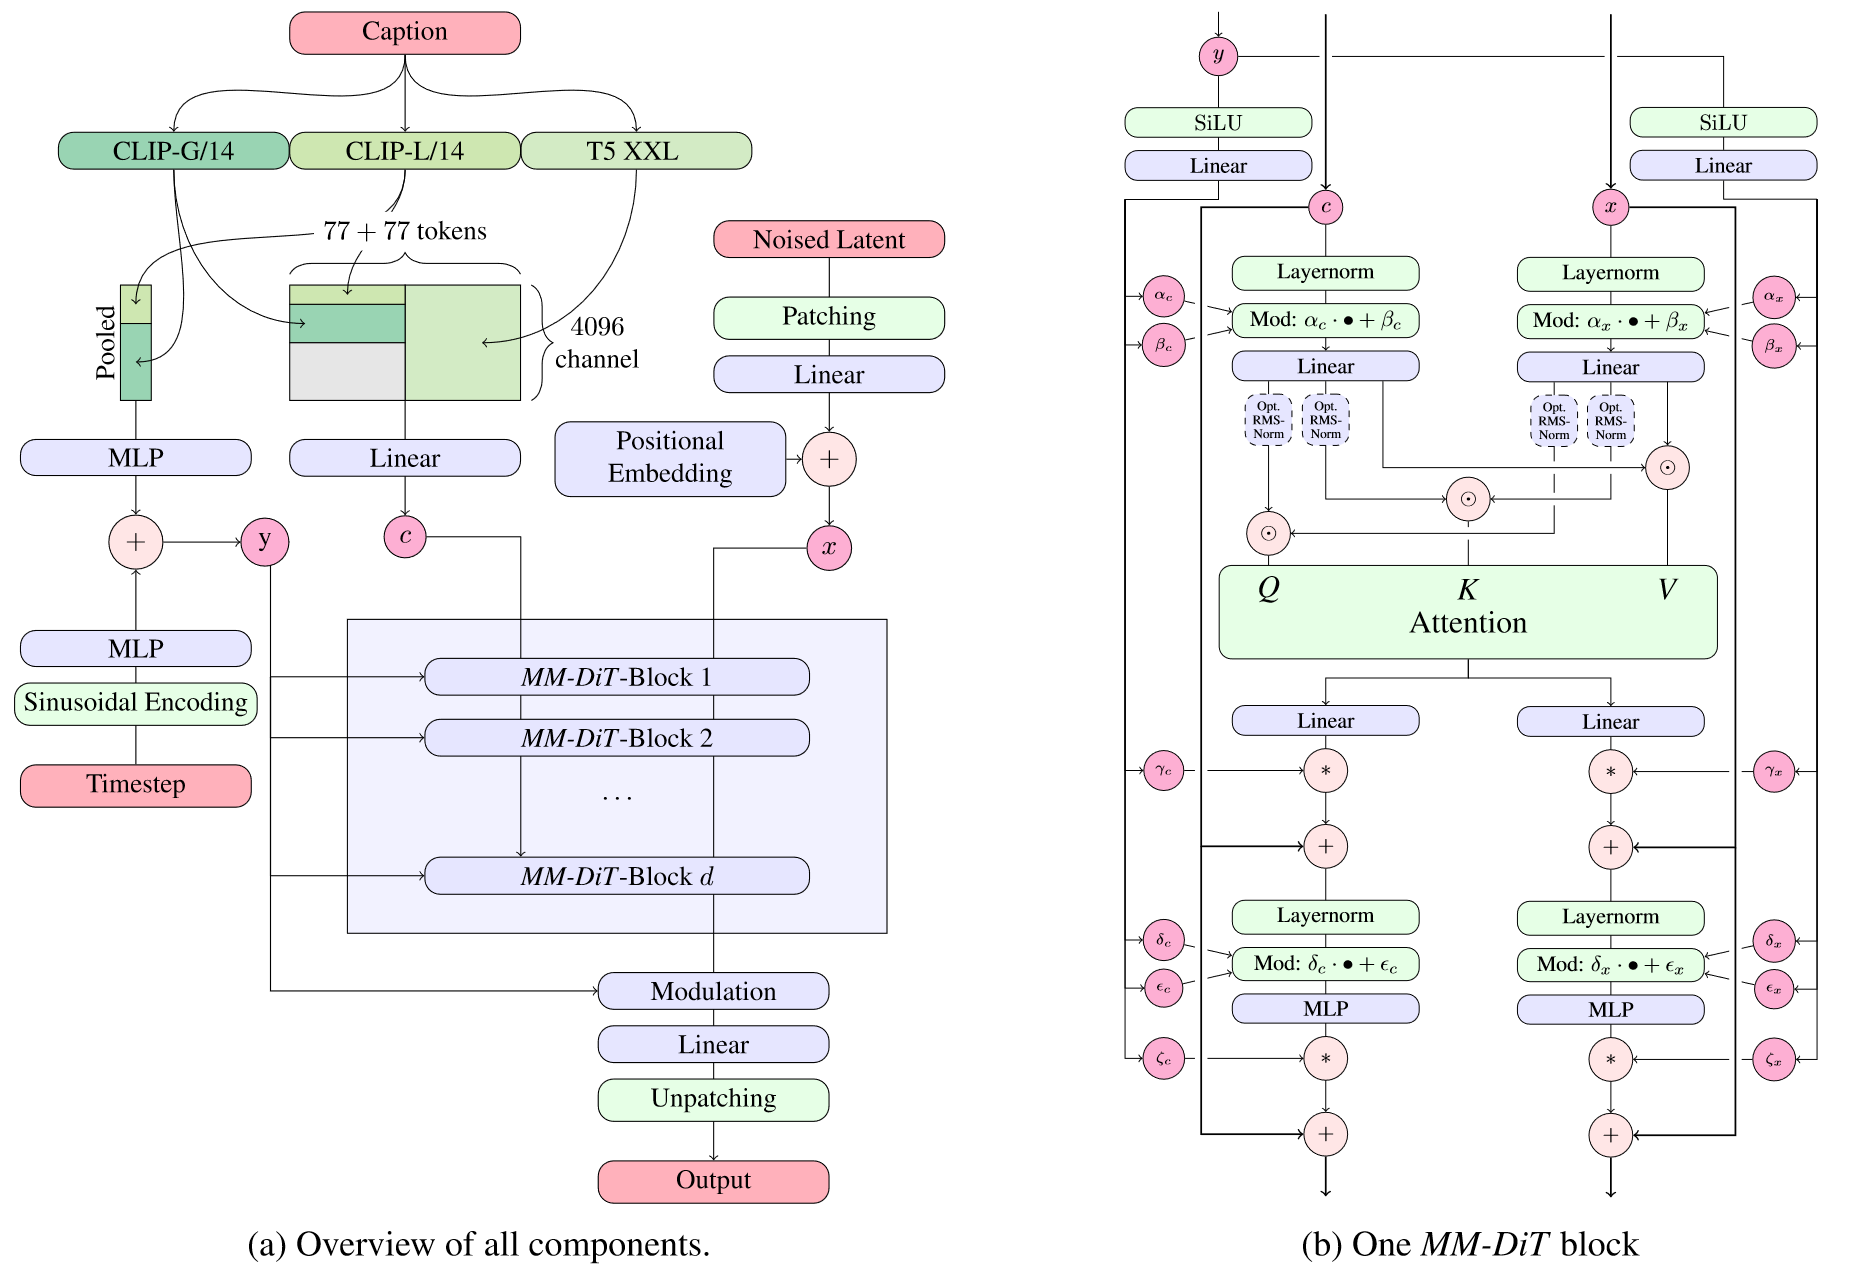 Caption
CLIP-G/14
CLIP-L/14
T5 XXL
77 + 77 tokens
Pooled
4096
channel
Noised Latent
Patching
Linear
Positional
Embedding
+
x
MLP
Linear
+
y
c
MLP
Sinusoidal Encoding
Timestep
MM-DiT-Block 1
MM-DiT-Block 2
. . .
MM-DiT-Block d
Modulation
Linear
Unpatching
Output
(a) Overview of all components.
y
SiLU
SiLU
Linear
Linear
c
x
Layernorm
Layernorm
αc
Mod: αc · • + βc
Mod: αx · • + βx
αx
βc
βx
Linear
Linear
Opt.
RMS-
Norm
Opt.
RMS-
Norm
Opt.
RMS-
Norm
Opt.
RMS-
Norm
⊙
⊙
⊙
Q
K
V
Attention
Linear
Linear
γc
*
*
γx
+
+
Layernorm
Layernorm
δc
Mod: δc · • + ϵc
Mod: δx · • + ϵx
δx
ϵc
ϵx
MLP
MLP
ζc
*
*
ζx
+
+
(b) One MM-DiT block